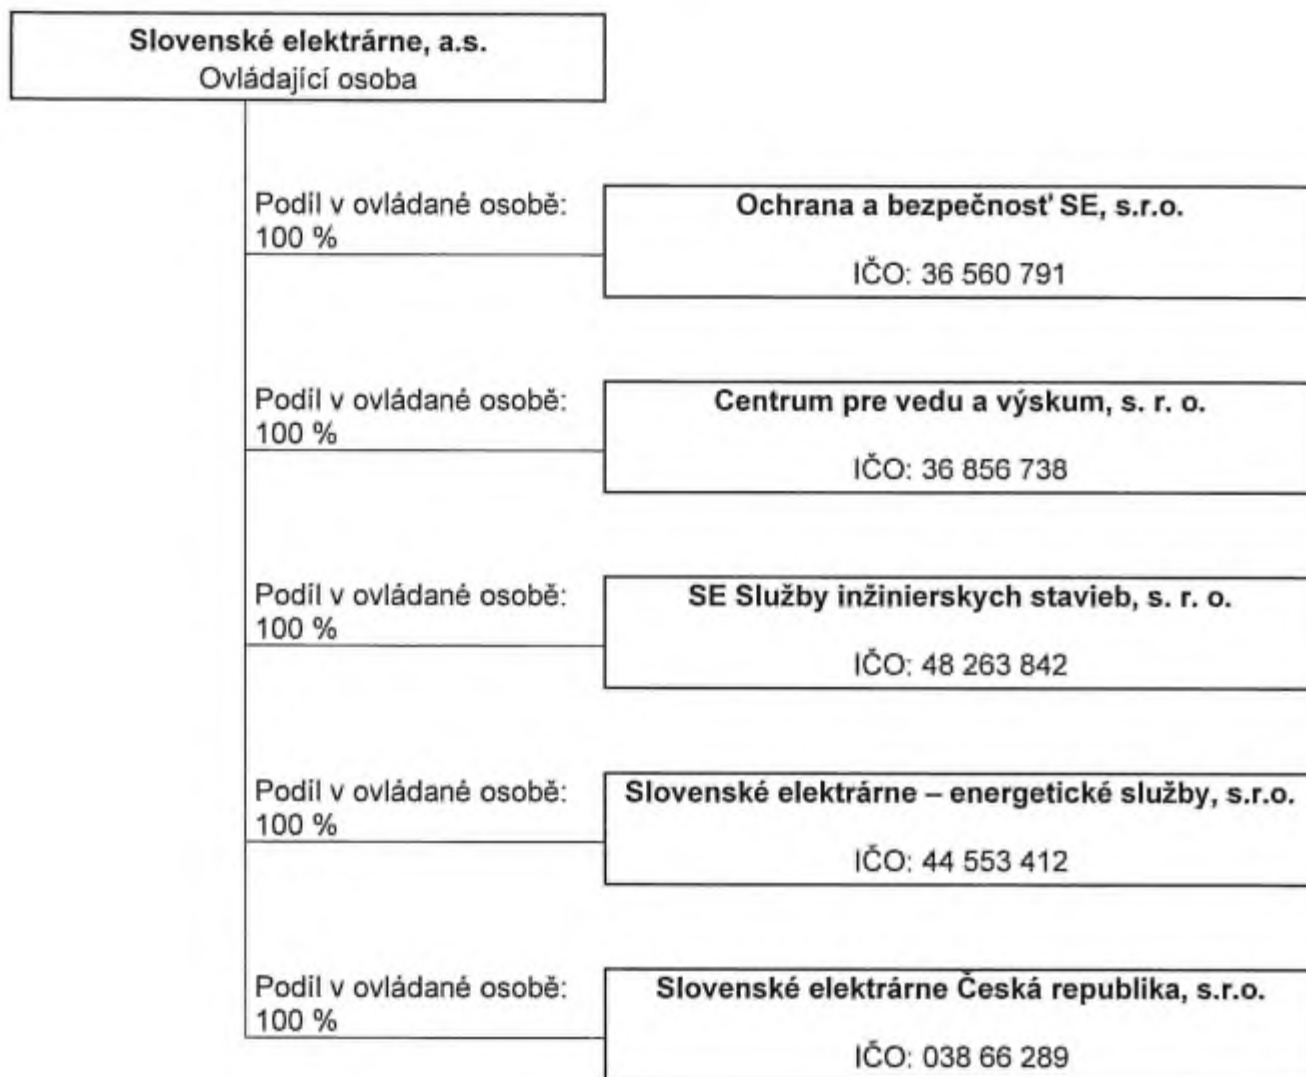 Slovenské elektrárne, a.s.
Ovládající osoba
Podíl v ovládané osobě:
100 %
Ochrana a bezpečnosť SE, s.r.o.
IČO: 36 560 791
Podíl v ovládané osobě:
100 %
Centrum pre vedu a výskum, s. r. o.
IČO: 36 856 738
Podíl v ovládané osobě:
100 %
SE Služby inžinierskych stavieb, s. r. o.
IČO: 48 263 842
Podíl v ovládané osobě:
100 %
Slovenské elektrárne – energetické služby, s.r.o.
IČO: 44 553 412
Podíl v ovládané osobě:
100 %
Slovenské elektrárne Česká republika, s.r.o.
IČO: 038 66 289